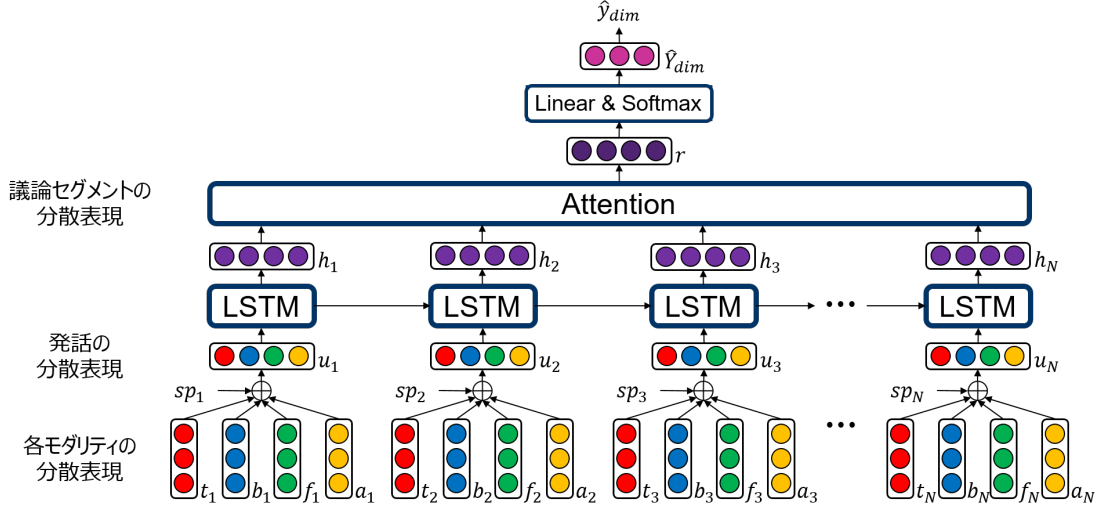 ŷ_dim
Ŷ_dim
Linear & Softmax
r
議論セグメントの
分散表現
Attention
h_1 h_2 h_3 h_N
LSTM LSTM LSTM ••• LSTM
発話の
分散表現
u_1 u_2 u_3 u_N
sp_1 sp_2 sp_3 sp_N
各モダリティの
分散表現
•••
t_1 b_1 f_1 a_1 t_2 b_2 f_2 a_2 t_3 b_3 f_3 a_3 t_N b_N f_N a_N